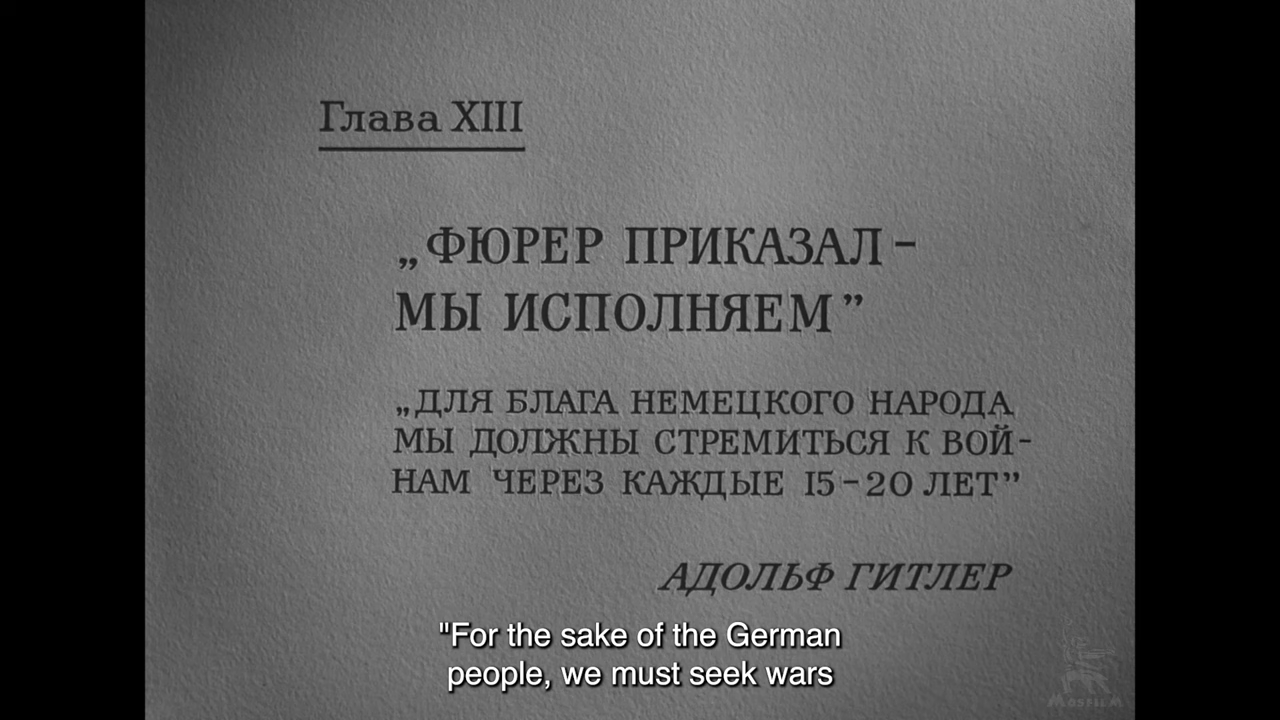 Глава XIII
„ФЮРЕР ПРИКАЗАЛ –
МЫ ИСПОЛНЯЕМ”
„ДЛЯ БЛАГА НЕМЕЦКОГО НАРОДА
МЫ ДОЛЖНЫ СТРЕМИТЬСЯ К ВОЙ-
НАМ ЧЕРЕЗ КАЖДЫЕ 15–20 ЛЕТ”
АДОЛЬФ ГИТЛЕР
"For the sake of the German
people, we must seek wars
MOSFILM